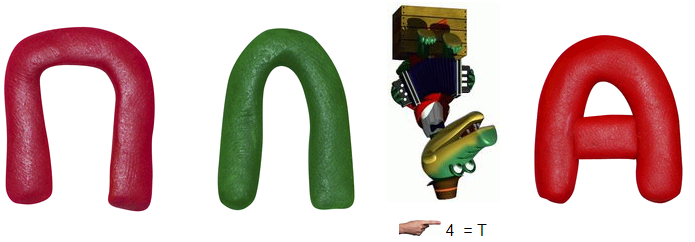 П Л А
4 = Т